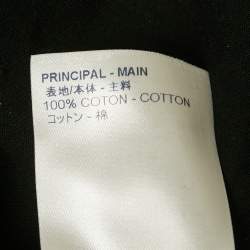 PRINCIPAL - MAIN
表地/本体 - 主料
100% COTON - COTTON
コットン - 棉